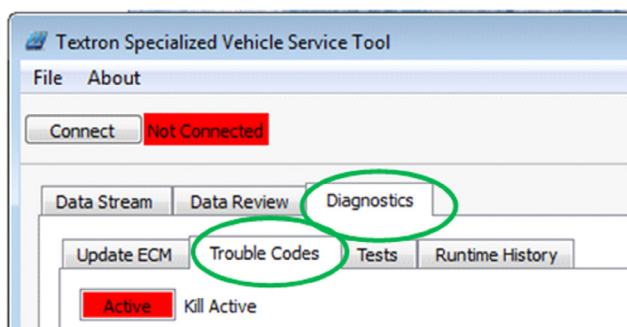 Textron Specialized Vehicle Service Tool
File About
Connect Not Connected
Data Stream Data Review Diagnostics
Update ECM Trouble Codes Tests Runtime History
Active Kill Active